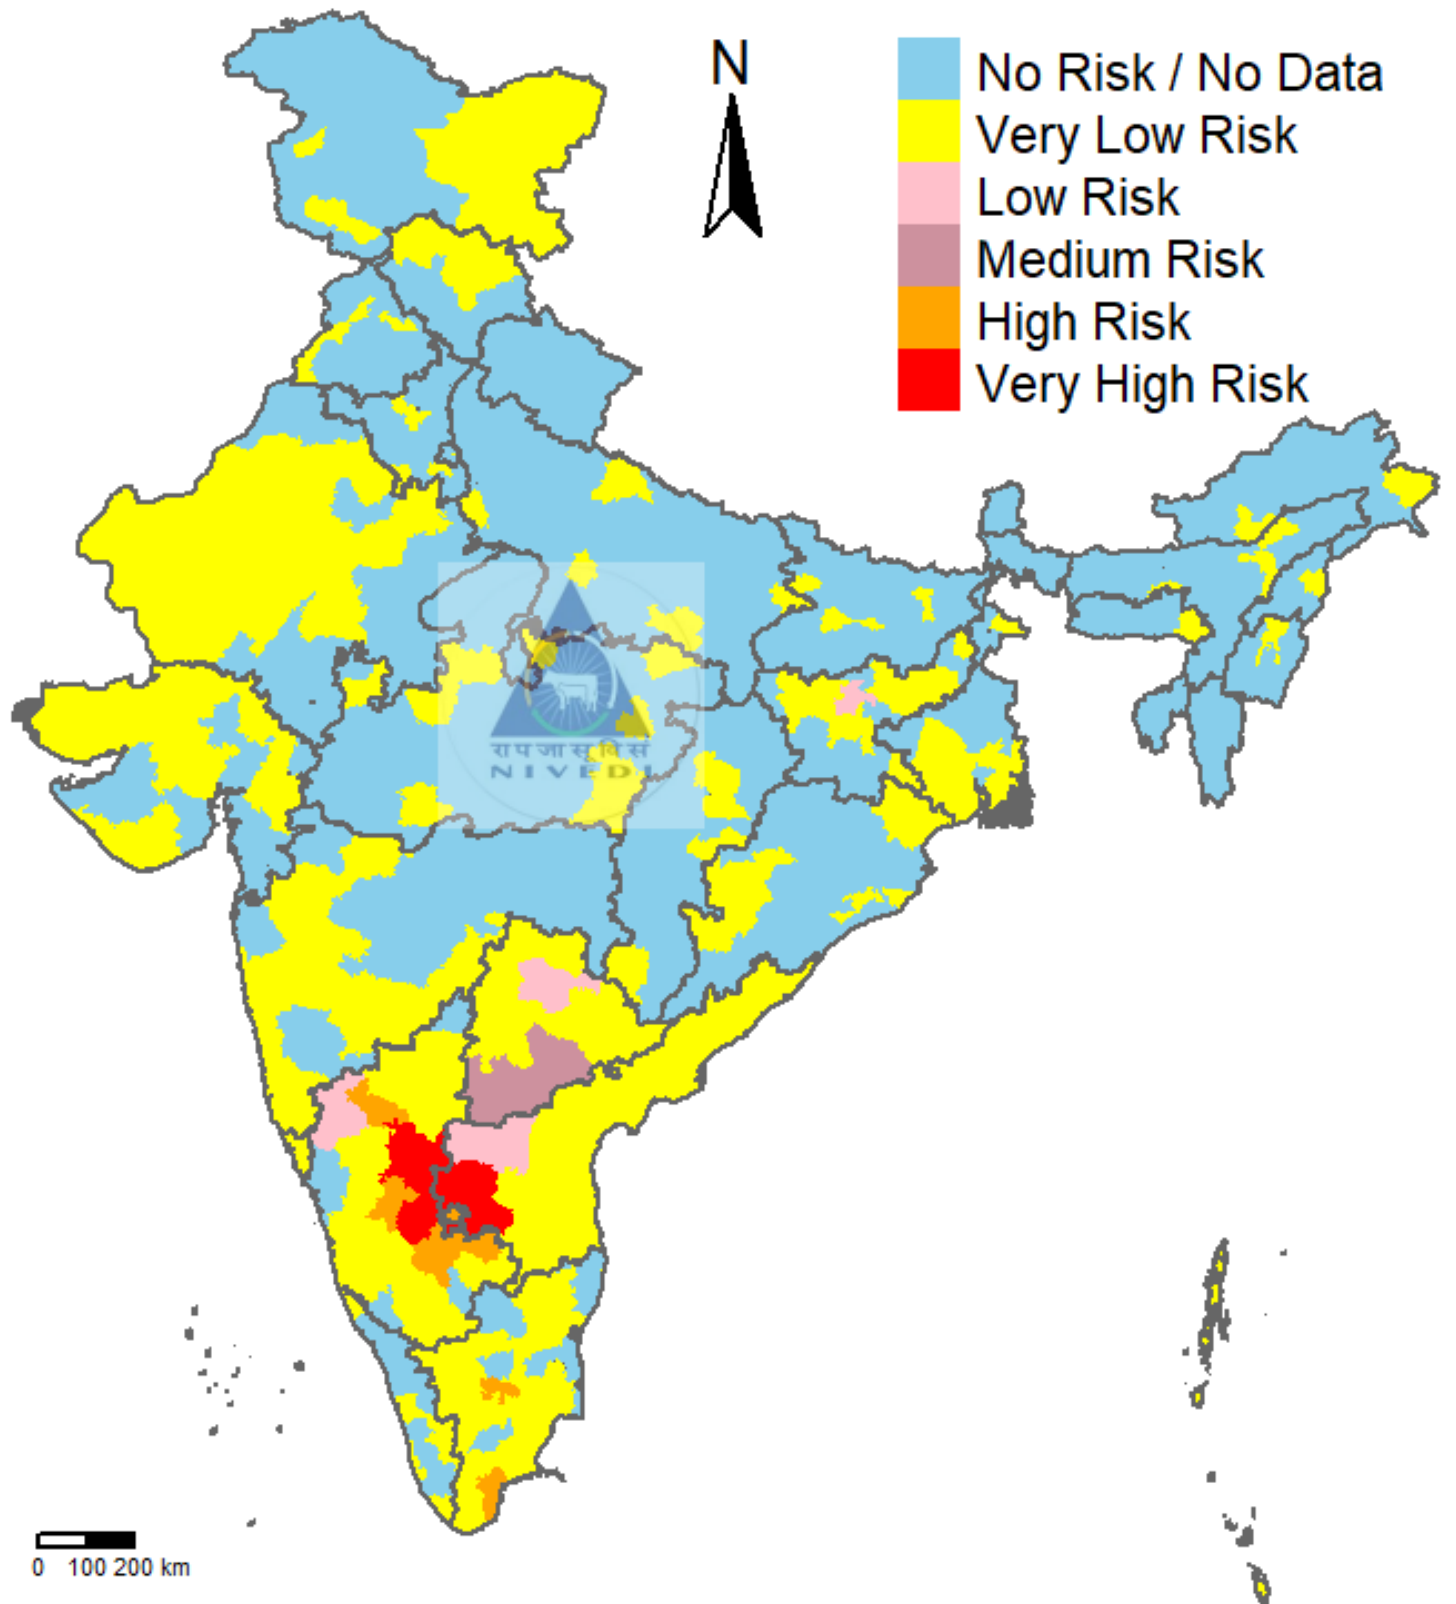 N
No Risk / No Data
Very Low Risk
Low Risk
Medium Risk
High Risk
Very High Risk
रा प जा सू वि सं
NIVEDI
0 100 200 km